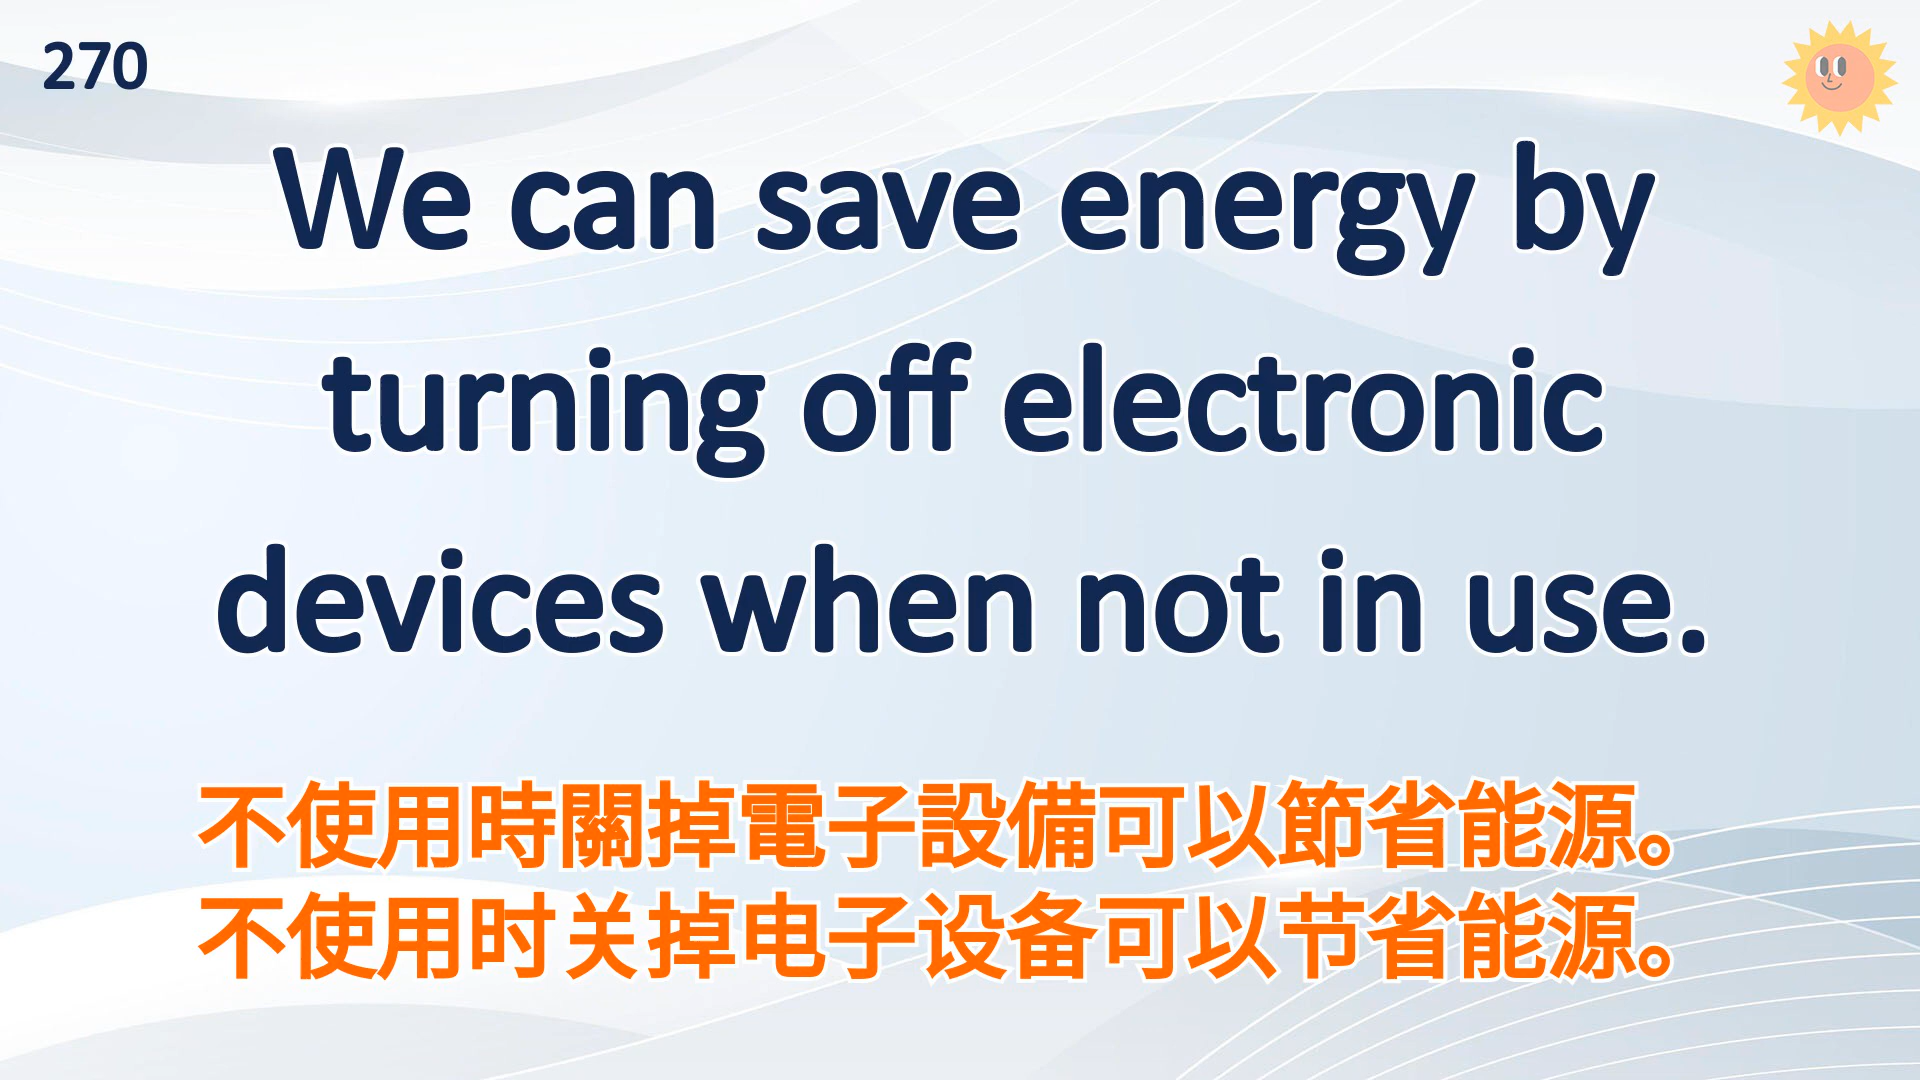 270
We can save energy by
turning off electronic
devices when not in use.
不使用時關掉電子設備可以節省能源。
不使用时关掉电子设备可以节省能源。